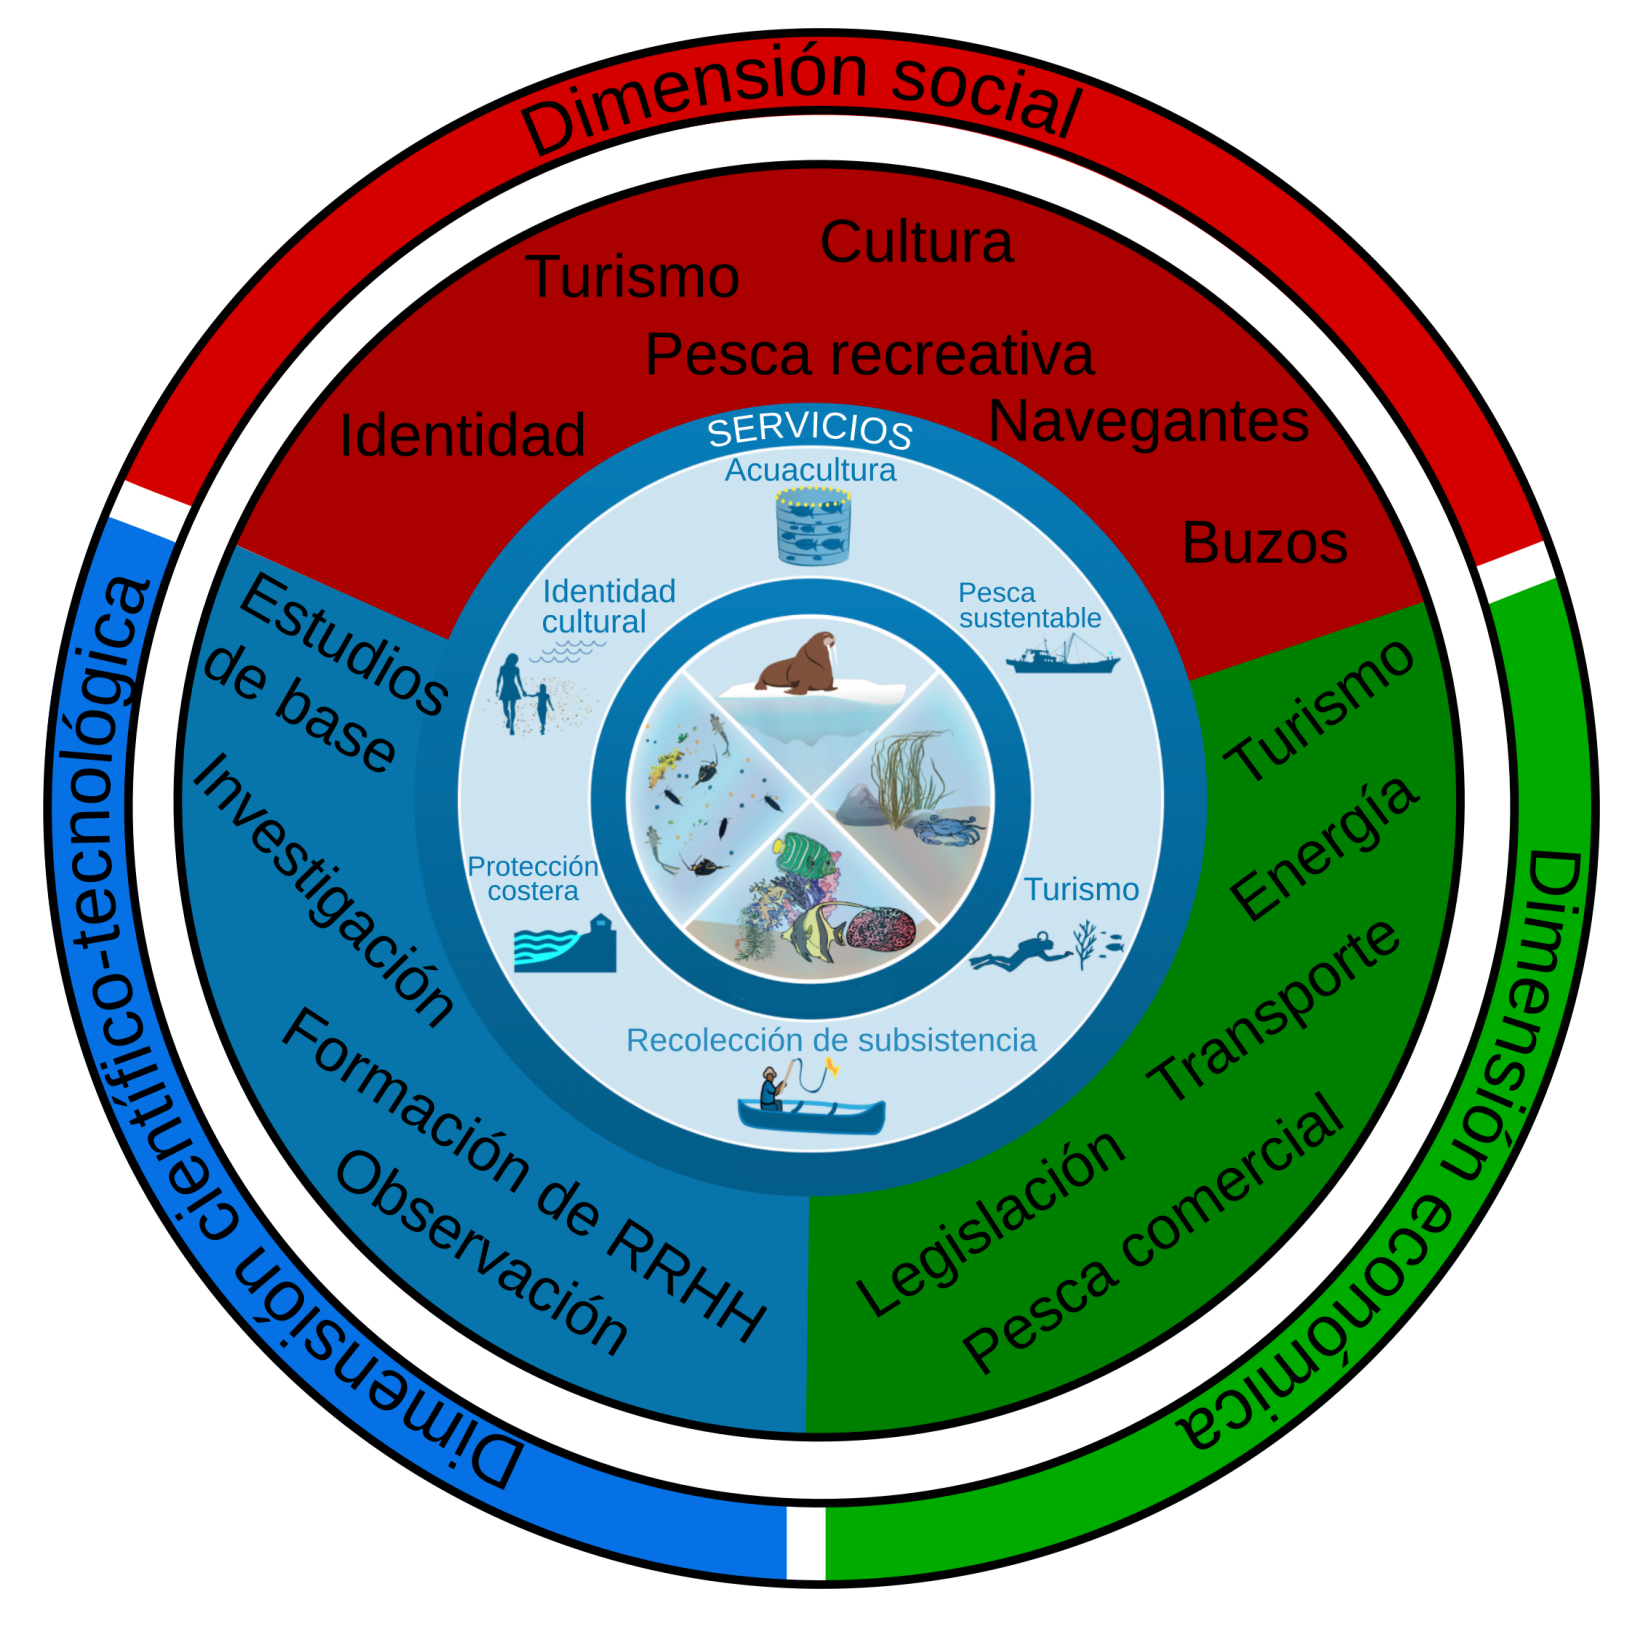 Dimensión social
Cultura
Turismo
Pesca recreativa
Navegantes
Identidad
Buzos
Dimensión económica
Turismo
Energía
Transporte
Legislación
Pesca comercial
Dimensión científico-tecnológica
Estudios
de base
Investigación
Formación de RRHH
Observación
SERVICIOS
Acuacultura
Identidad
cultural
Pesca
sustentable
Protección
costera
Turismo
Recolección de subsistencia